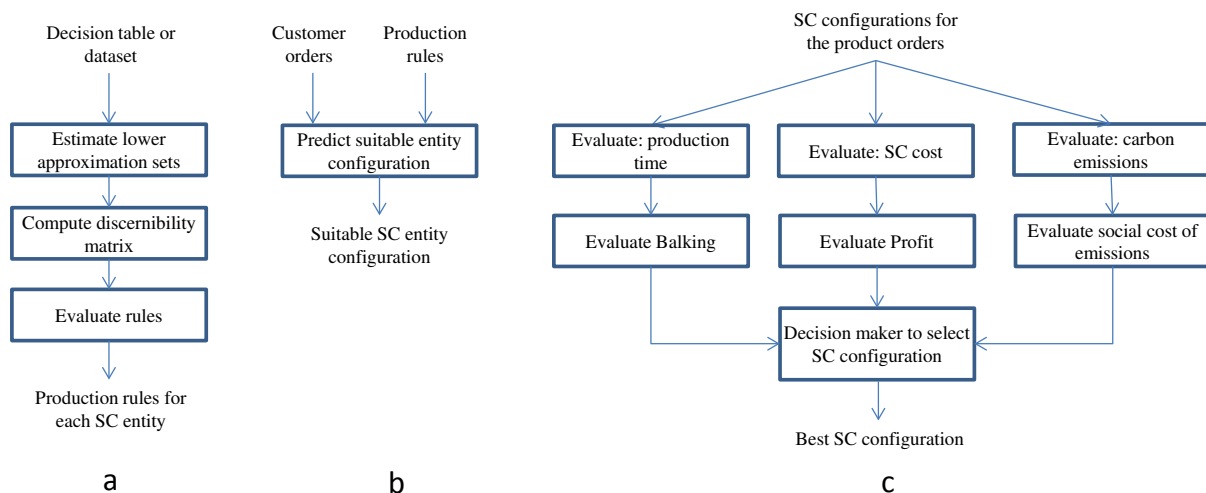 Decision table or
dataset
Estimate lower
approximation sets
Compute discernibility
matrix
Evaluate rules
Production rules for
each SC entity
a
Customer
orders
Production
rules
Predict suitable entity
configuration
Suitable SC entity
configuration
b
SC configurations for
the product orders
Evaluate: production
time
Evaluate: SC cost
Evaluate: carbon
emissions
Evaluate Balking
Evaluate Profit
Evaluate social cost of
emissions
Decision maker to select
SC configuration
Best SC configuration
c